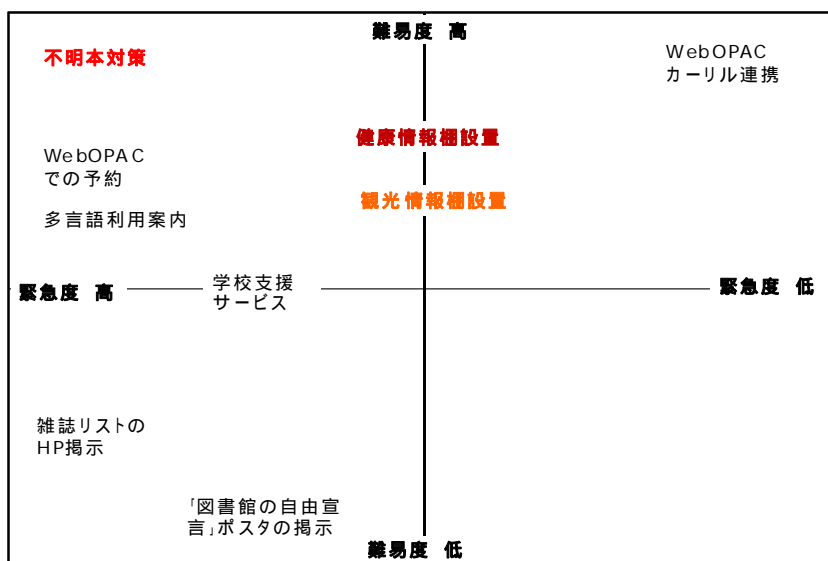 難易度 高
不明本対策
WebOPAC
カーリル連携
健康情報棚設置
WebOPAC
での予約
観光情報棚設置
多言語利用案内
緊急度 高
学校支援
サービス
緊急度 低
雑誌リストの
HP掲示
「図書館の自由宣
言」ポスタの掲示
難易度 低